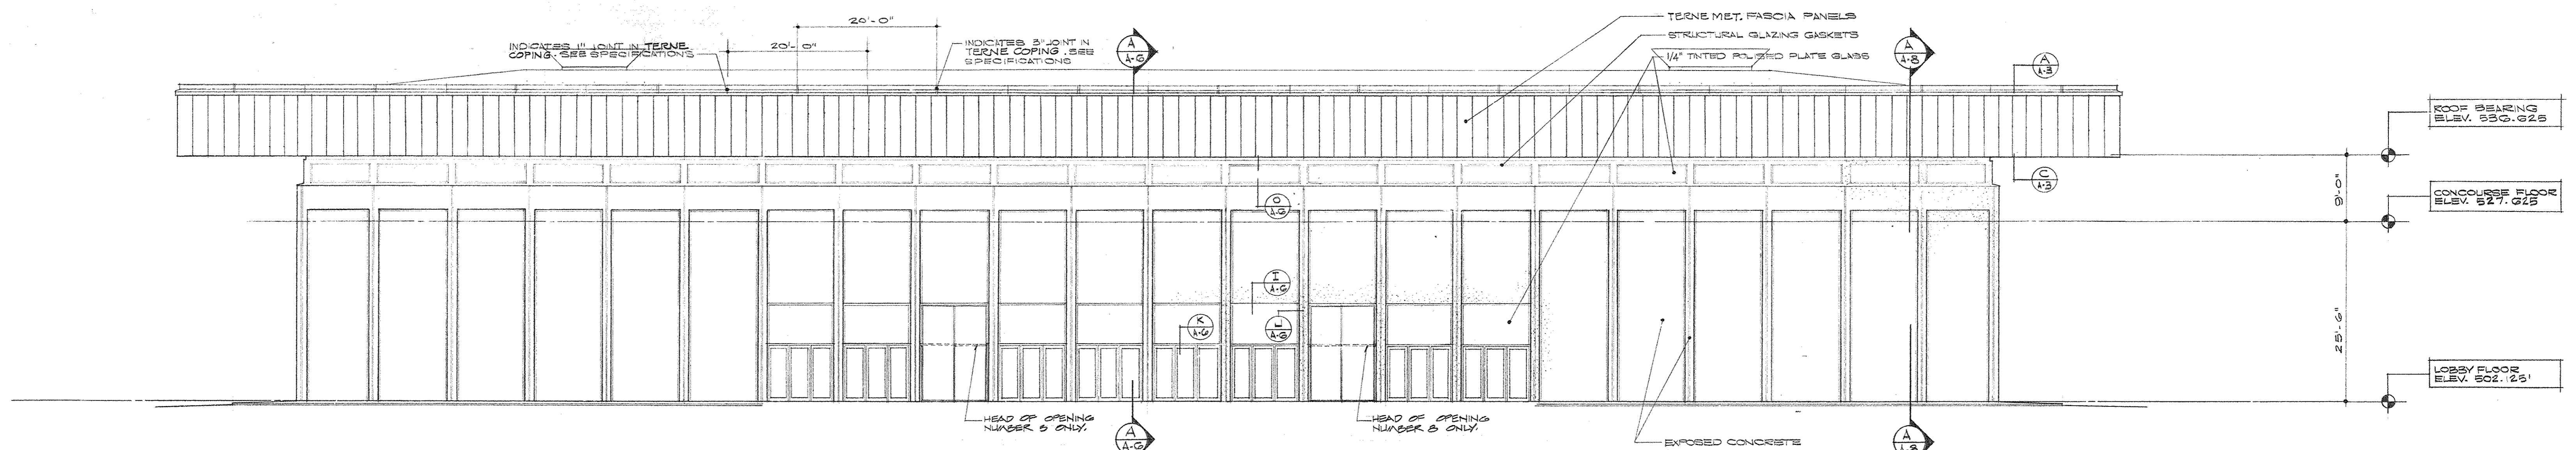 20'-0"
20'-0"
INDICATES 1" JOINT IN TERNE
COPING. SEE SPECIFICATIONS
INDICATES 3" JOINT IN
TERNE COPING. SEE
SPECIFICATIONS
A
A-6
TERNE MET. FASCIA PANELS
STRUCTURAL GLAZING GASKETS
1/4" TINTED POLISED PLATE GLASS
A
A-8
A
A-3
ROOF BEARING
ELEV. 536.625
C
A-3
9'-0"
CONCOURSE FLOOR
ELEV. 527.625
O
A-6
I
A-6
K
A-6
J
A-6
25'-6"
LOBBY FLOOR
ELEV. 502.125'
HEAD OF OPENING
NUMBER ONLY.
A
A-6
HEAD OF OPENING
NUMBER 8 ONLY.
EXPOSED CONCRETE
A
A-8